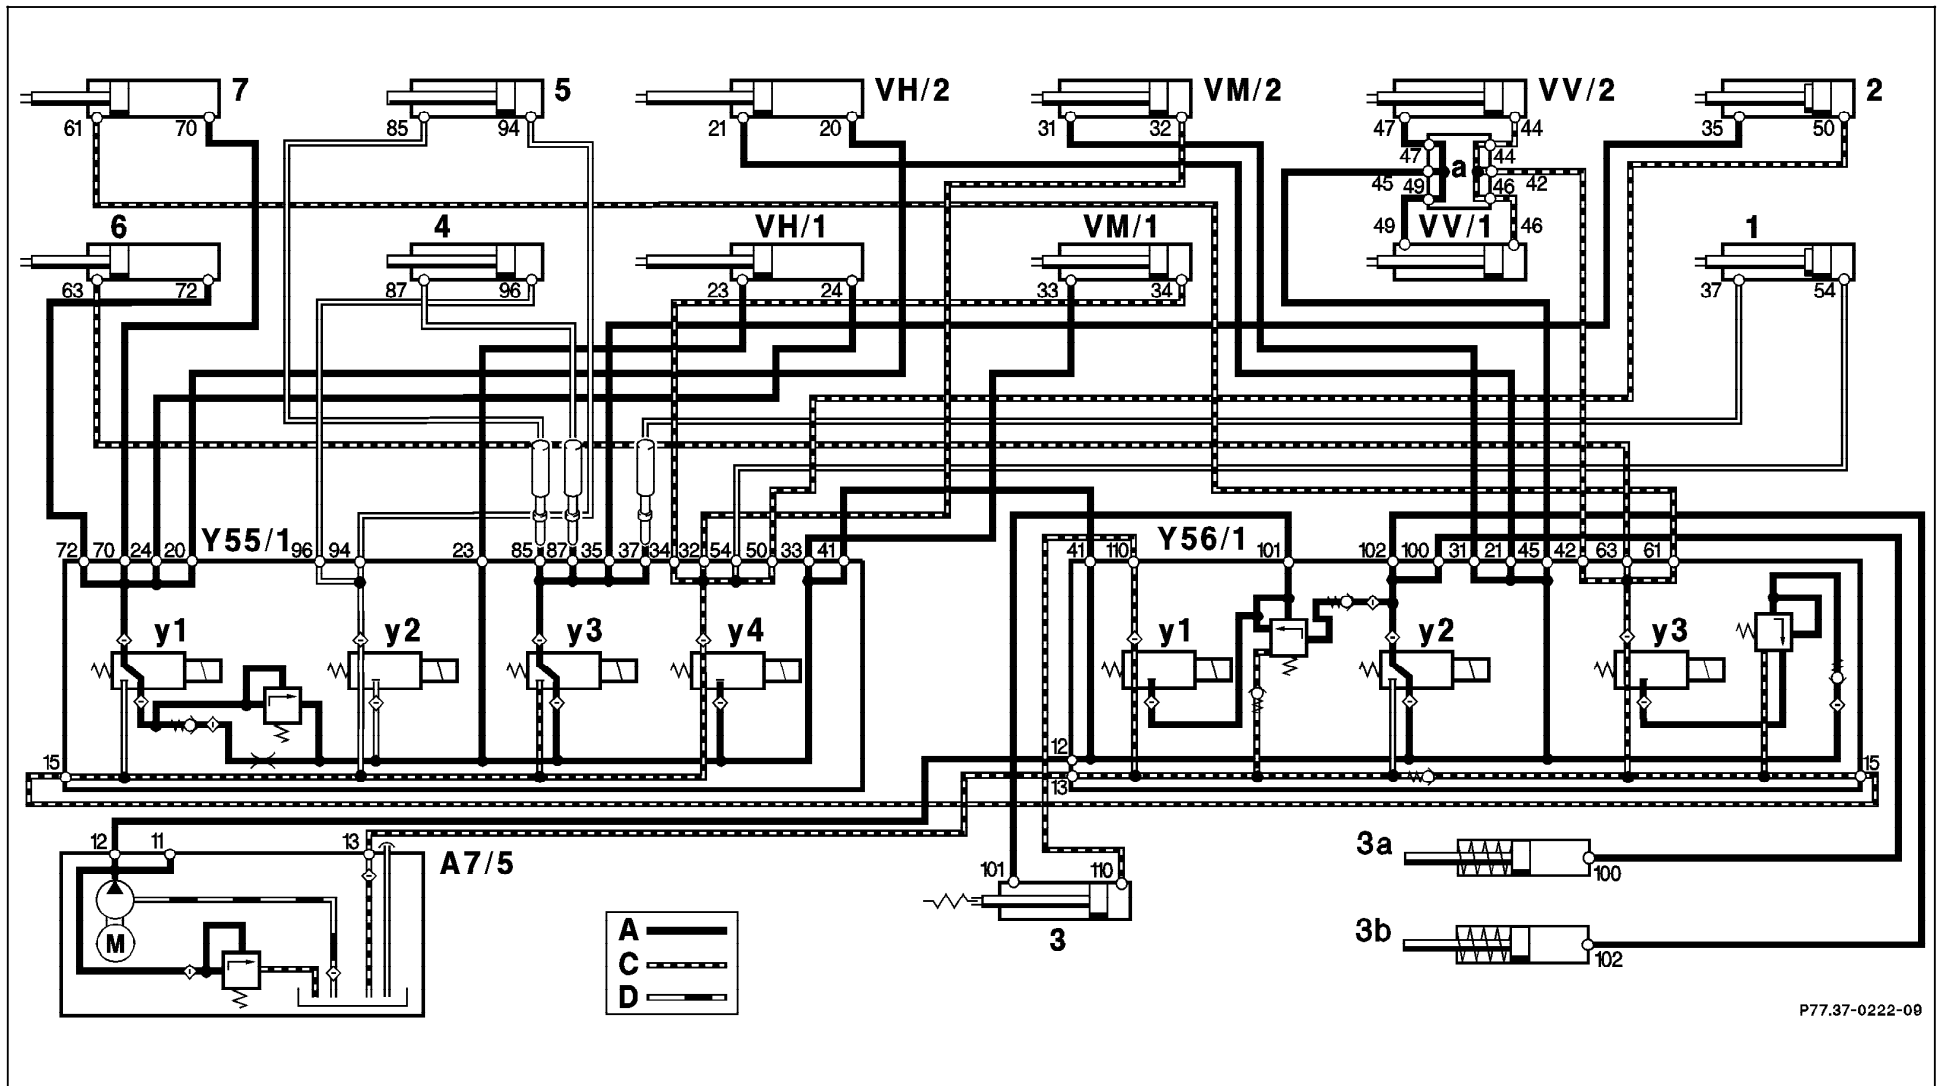 7 5 VH/2 VM/2 VV/2 2
61 70 85 94 21 20 31 32 47 44 35 50
47 a 44
45 49 46 42
6 4 VH/1 VM/1 49 VV/1 46 1
63 72 87 96 23 24 33 34 37 54
72 70 24 20 Y55/1 96 94 23 85 87 35 37 34 32 54 50 33 41
41 110 Y56/1 101 102 100 31 21 45 42 63 61
y1 y2 y3 y4 y1 y2 y3
15 12 13 15
12 11 13 A7/5
M
A
C
D
101 110
3
3a 100
3b 102
P77.37-0222-09